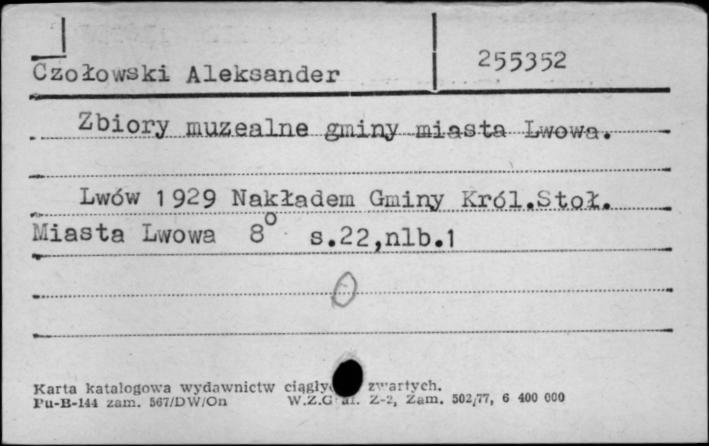 255352
Czołowski Aleksander
Zbiory muzealne gminy miasta Lwowa.
Lwów 1929 Nakładem Gminy Król.Stoł.
Miasta Lwowa 8° s.22,nlb.1
Karta katalogowa wydawnictw zwartych.
Pu-B-144 zam. 567/DW/On W.Z.G Z-2, Zam. 502/77, 6 400 000